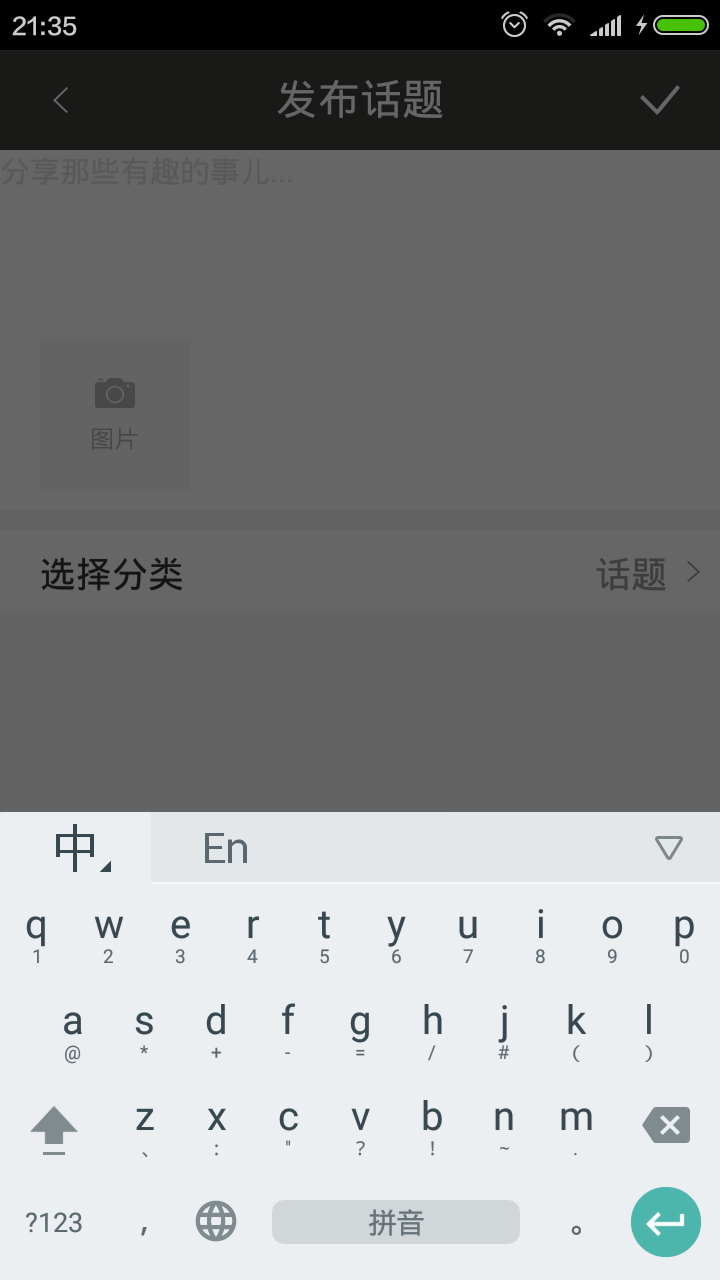 21:35
发布话题
分享那些有趣的事儿...
图片
选择分类 话题
中 En
q w e r t y u i o p
1 2 3 4 5 6 7 8 9 0
a s d f g h j k l
@ * + - = / # ( )
z x c v b n m
、 : " ? ! ~ .
?123 , 拼音 。